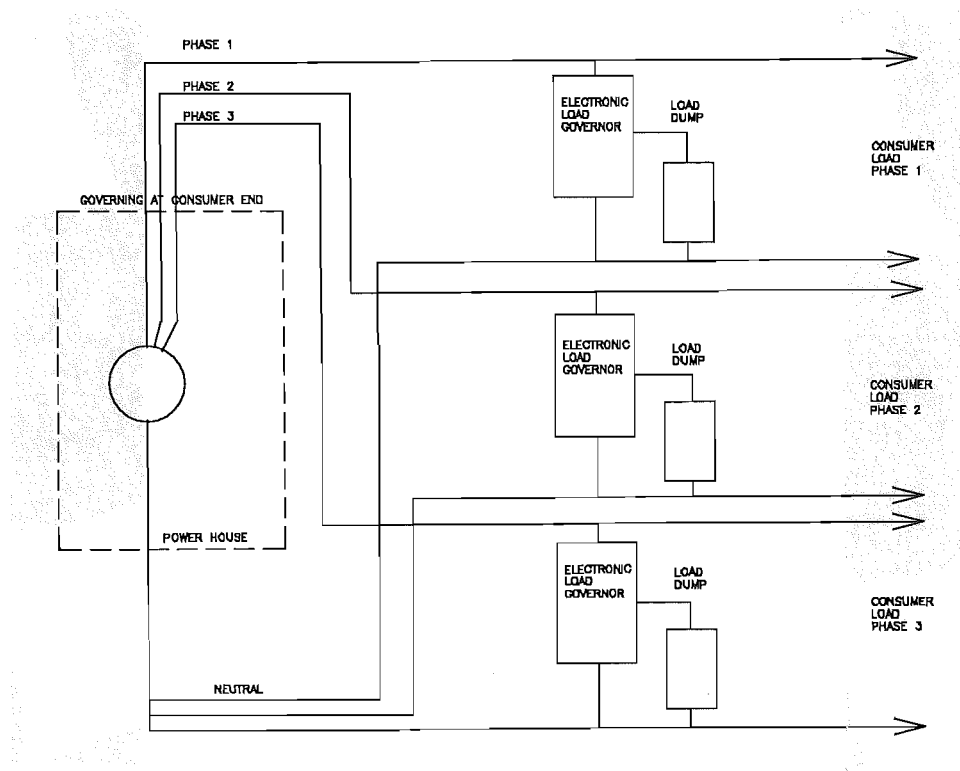 PHASE 1
PHASE 2
PHASE 3
ELECTRONIC
LOAD
GOVERNOR
LOAD
DUMP
CONSUMER
LOAD
PHASE 1
GOVERNING AT CONSUMER END
ELECTRONIC
LOAD
GOVERNOR
LOAD
DUMP
CONSUMER
LOAD
PHASE 2
POWER HOUSE
ELECTRONIC
LOAD
GOVERNOR
LOAD
DUMP
CONSUMER
LOAD
PHASE 3
NEUTRAL